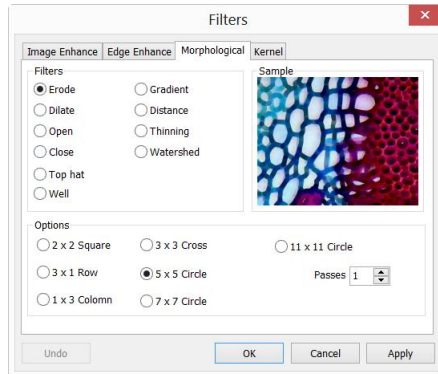 Filters
Image Enhance Edge Enhance Morphological Kernel
Filters
Erode Gradient
Dilate Distance
Open Thinning
Close Watershed
Top hat
Well
Sample
Options
2 x 2 Square 3 x 3 Cross 11 x 11 Circle
3 x 1 Row 5 x 5 Circle Passes 1
1 x 3 Colomn 7 x 7 Circle
Undo OK Cancel Apply